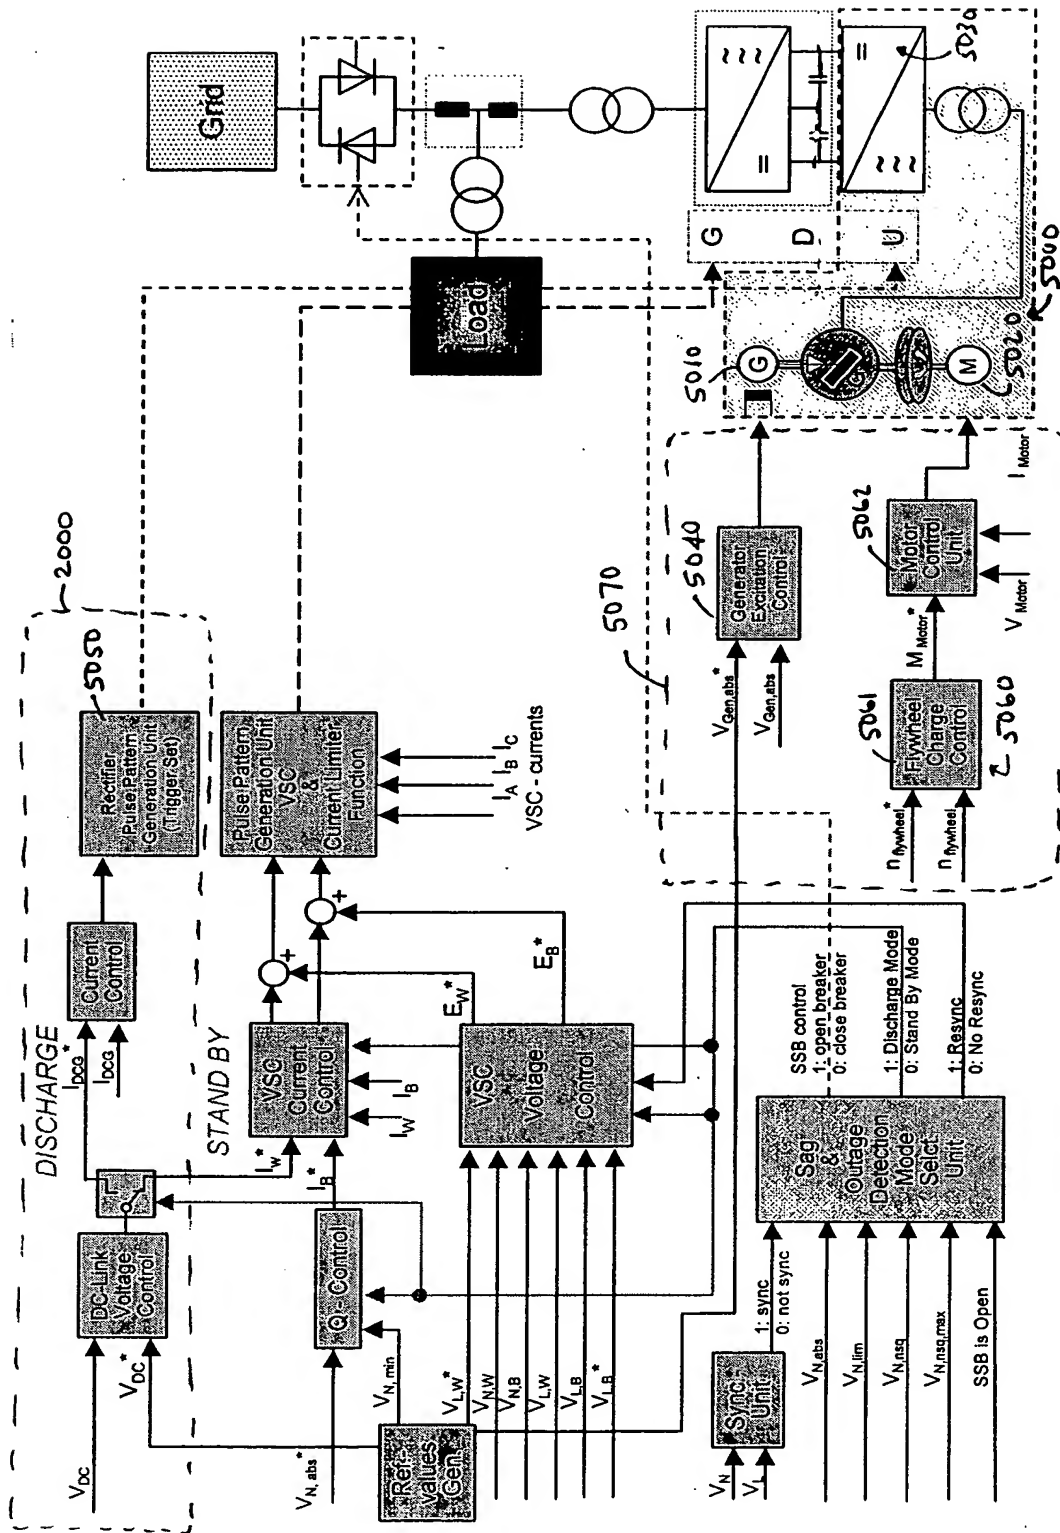 DISCHARGE
2000
V_DC
V_DC*
DC-Link
Voltage
Control
I_DCG*
I_DCG
Current
Control
Rectifier
Pulse Pattern
Generation Unit
(Trigger Set)
5050
STAND BY
V_N,abs*
V_N,min
Ref.-
values
Gen.
Q - Control
I_W*
I_B*
VSC
Current
Control
I_W
I_B
+
+
Pulse Pattern
Generation Unit
VSC
&
Current Limiter
Function
I_A
I_B
I_C
VSC - currents
V_L,W*
V_N,W
V_N,B
V_L,W
V_L,B
V_L,B*
VSC
Voltage
Control
E_W*
E_B*
V_N
V_L
Sync -
Unit
1: sync
0: not sync
V_N,abs
V_N,lim
V_N,nsq
V_N,nsq,max
SSB is Open
Sag
&
Outage
Detection
Mode
Selct.
Unit
SSB control
1: open breaker
0: close breaker
1: Discharge Mode
0: Stand By Mode
1: Resync
0: No Resync
5070
V_Gen,abs*
V_Gen,abs
Generator
Excitation
Control
5040
n_flywheel*
n_flywheel
Flywheel
Charge
Control
5061
5060
M_Motor*
Motor
Control
Unit
5062
V_Motor
I_Motor
Grid
Load
G
D
U
=
~ ~ ~
=
~ ~ ~
5030
5010
G
G
M
5020
5000